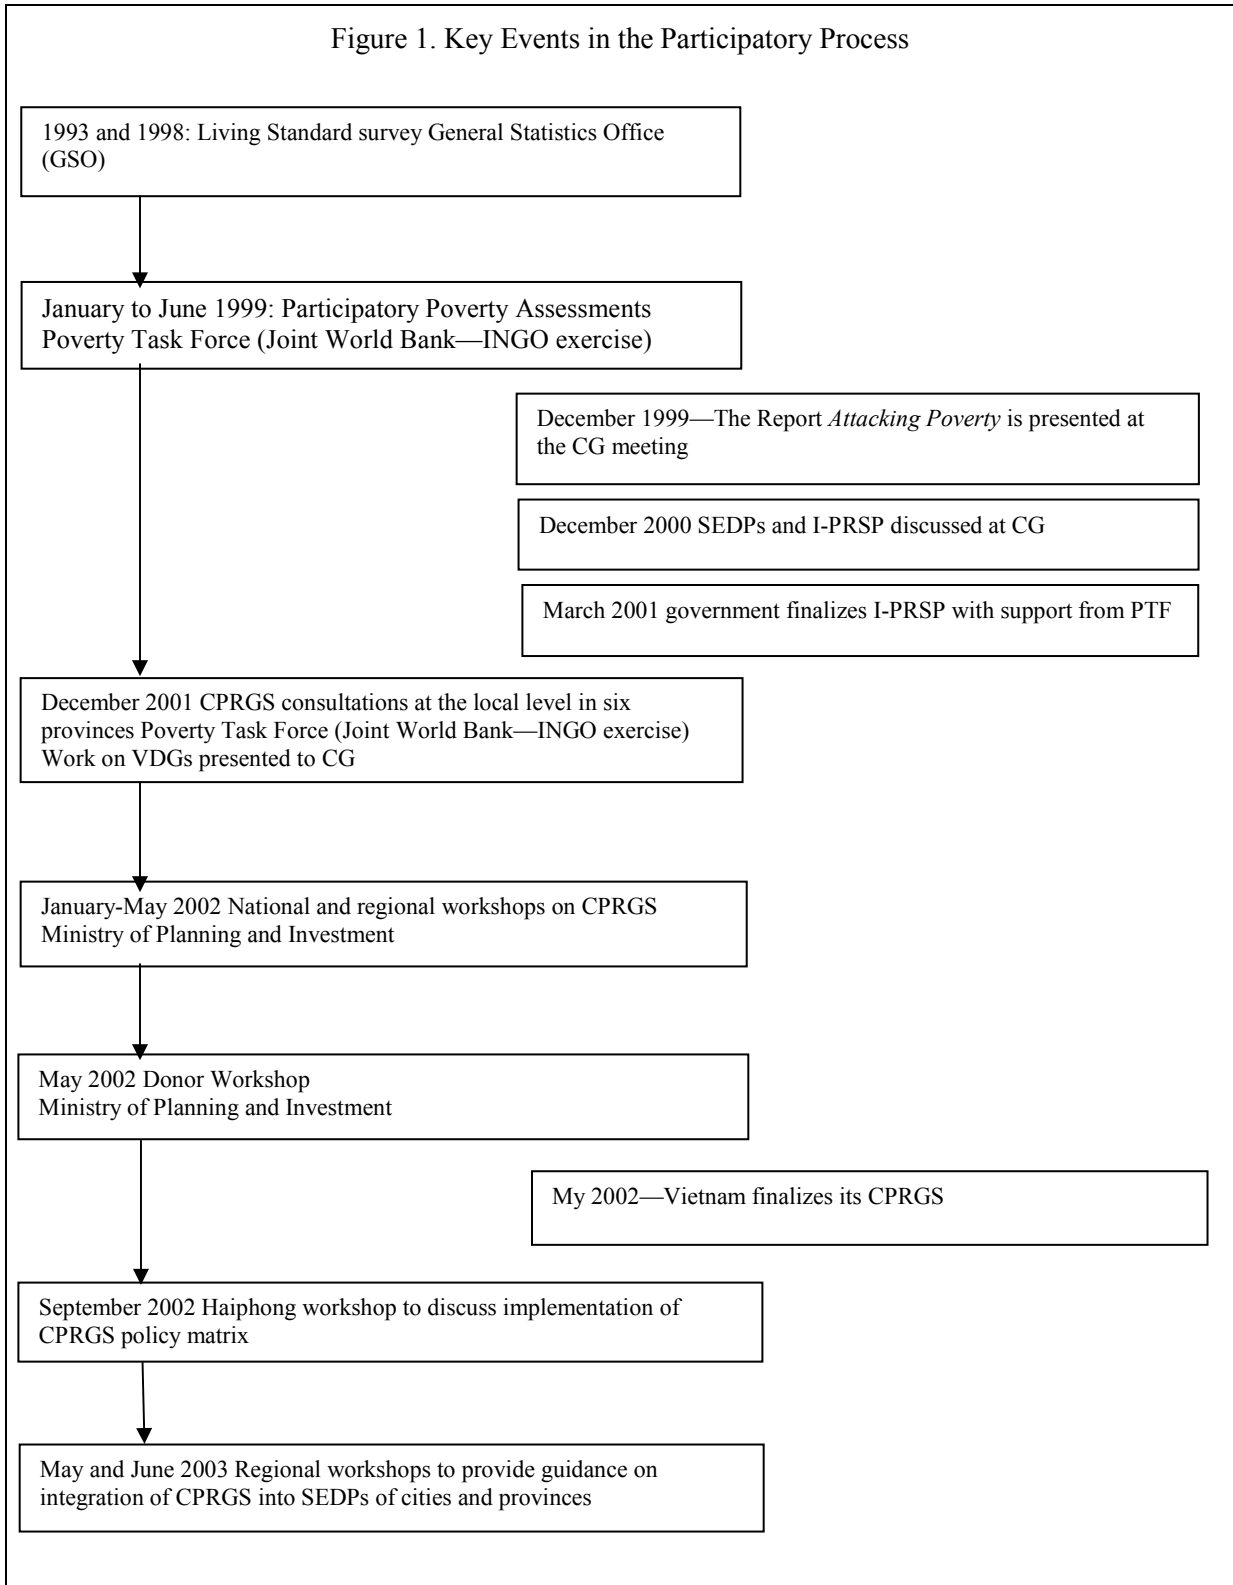 Figure 1. Key Events in the Participatory Process
1993 and 1998: Living Standard survey General Statistics Office
(GSO)
January to June 1999: Participatory Poverty Assessments
Poverty Task Force (Joint World Bank—INGO exercise)
December 1999—The Report Attacking Poverty is presented at
the CG meeting
December 2000 SEDPs and I-PRSP discussed at CG
March 2001 government finalizes I-PRSP with support from PTF
December 2001 CPRGS consultations at the local level in six
provinces Poverty Task Force (Joint World Bank—INGO exercise)
Work on VDGs presented to CG
January-May 2002 National and regional workshops on CPRGS
Ministry of Planning and Investment
May 2002 Donor Workshop
Ministry of Planning and Investment
My 2002—Vietnam finalizes its CPRGS
September 2002 Haiphong workshop to discuss implementation of
CPRGS policy matrix
May and June 2003 Regional workshops to provide guidance on
integration of CPRGS into SEDPs of cities and provinces